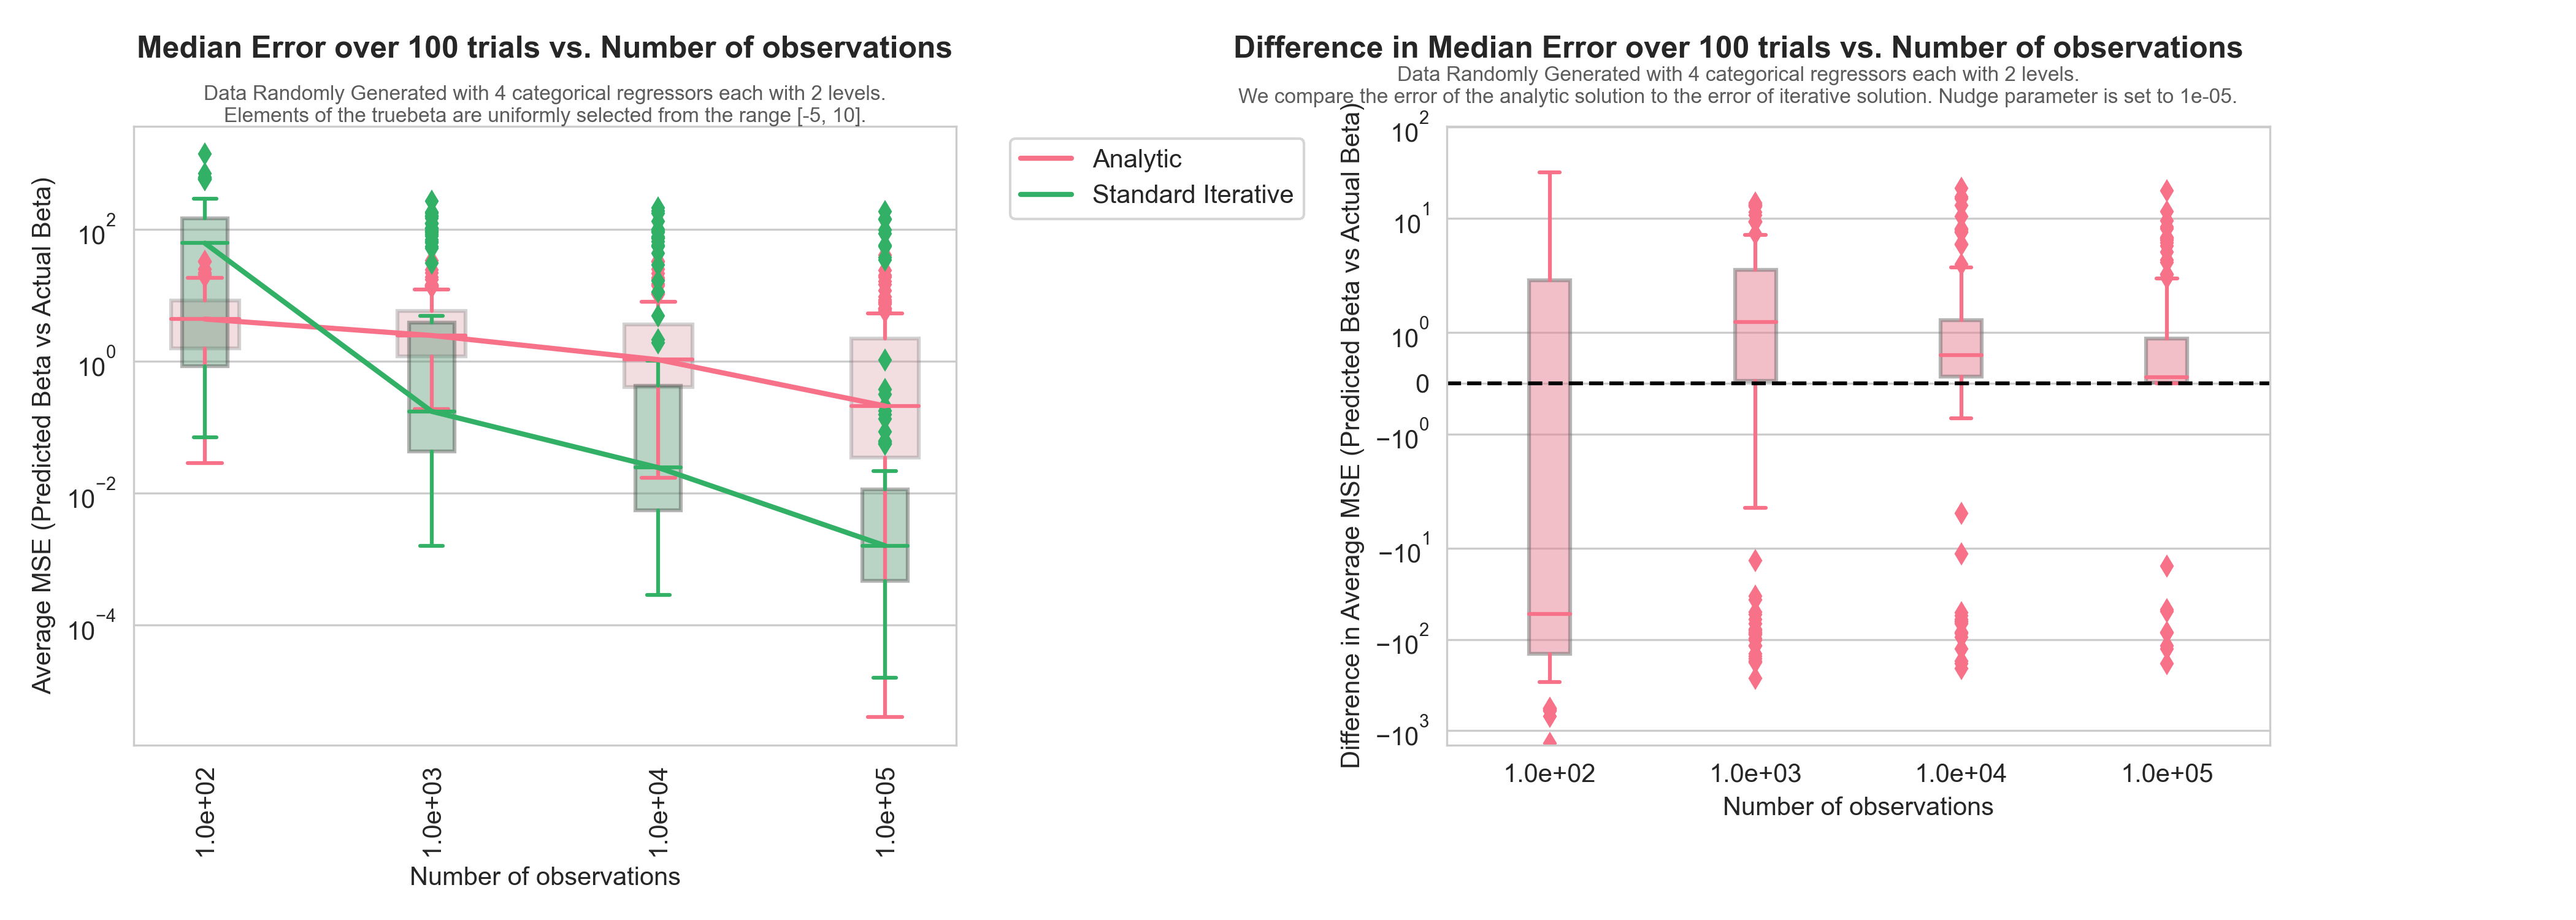 Median Error over 100 trials vs. Number of observations
Data Randomly Generated with 4 categorical regressors each with 2 levels.
Elements of the truebeta are uniformly selected from the range [-5, 10].
Average MSE (Predicted Beta vs Actual Beta)
10^2
10^0
10^−2
10^−4
1.0e+02
1.0e+03
1.0e+04
1.0e+05
Number of observations
Analytic
Standard Iterative
Difference in Median Error over 100 trials vs. Number of observations
Data Randomly Generated with 4 categorical regressors each with 2 levels.
We compare the error of the analytic solution to the error of iterative solution. Nudge parameter is set to 1e-05.
Difference in Average MSE (Predicted Beta vs Actual Beta)
10^2
10^1
10^0
0
−10^0
−10^1
−10^2
−10^3
1.0e+02
1.0e+03
1.0e+04
1.0e+05
Number of observations